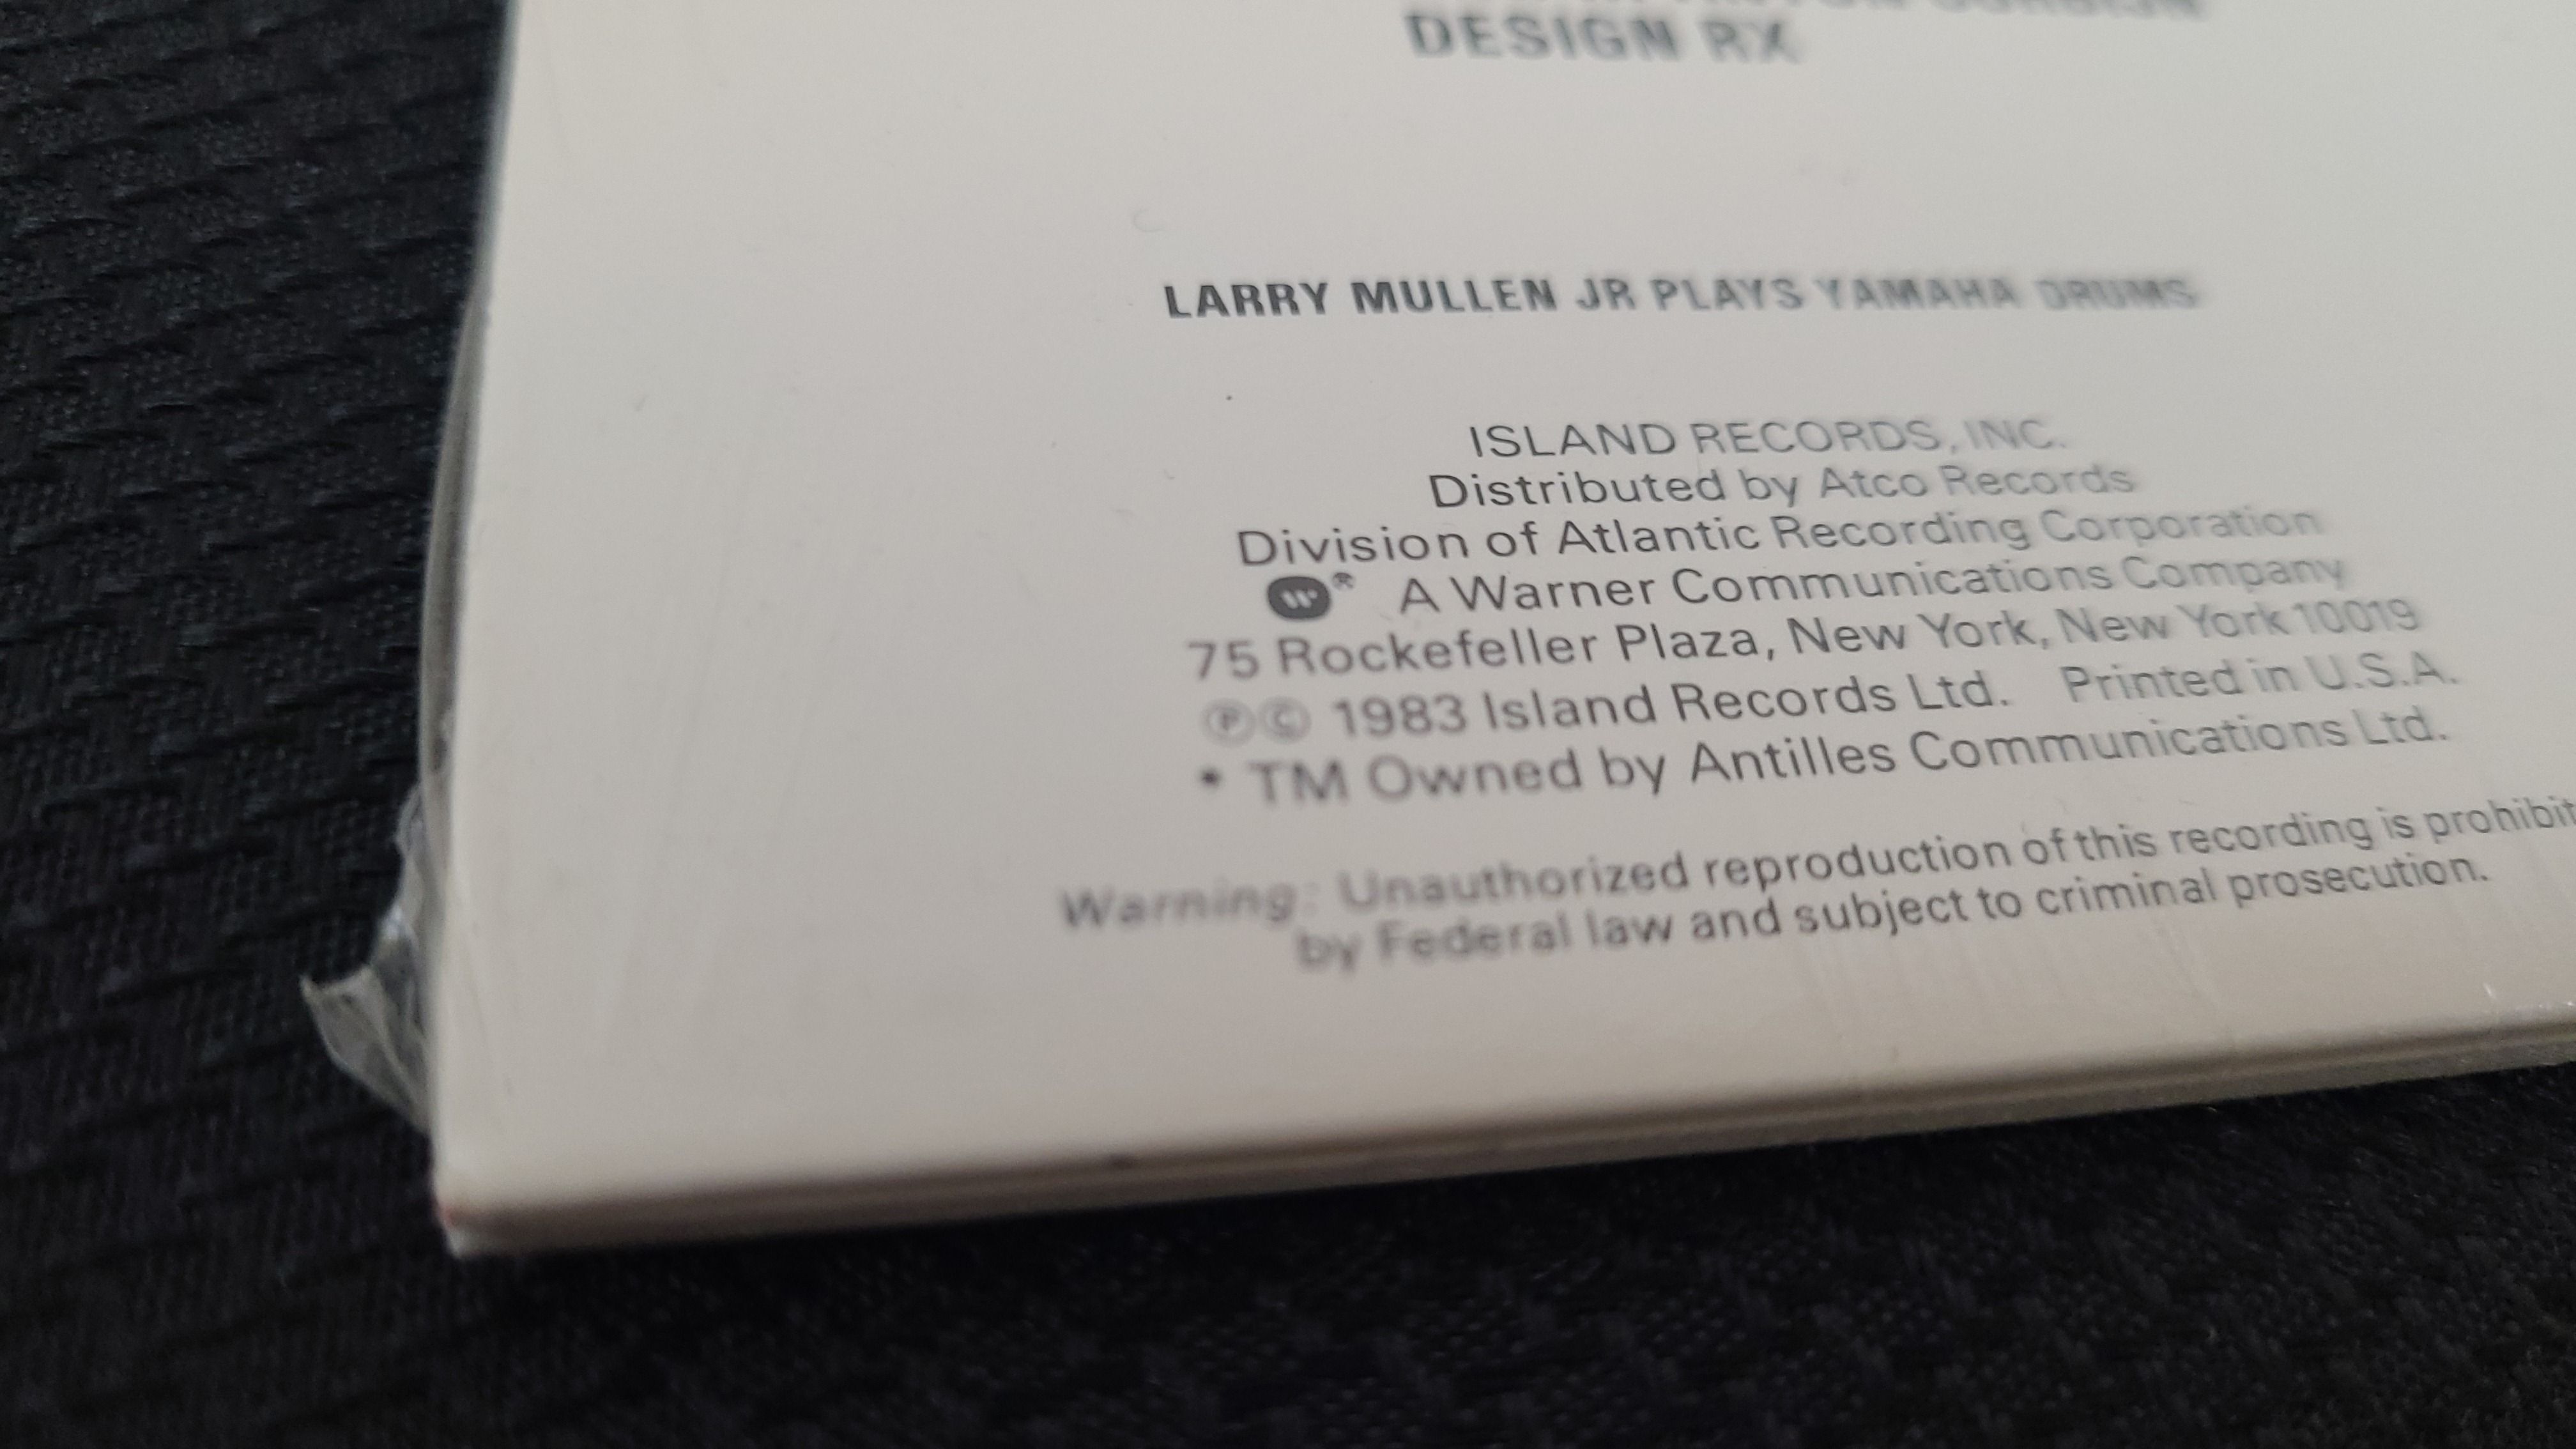 DESIGN RX
LARRY MULLEN JR PLAYS YAMAHA DRUMS
ISLAND RECORDS, INC.
Distributed by Atco Records
Division of Atlantic Recording Corporation
W® A Warner Communications Company
75 Rockefeller Plaza, New York, New York 10019
℗© 1983 Island Records Ltd. Printed in U.S.A.
• TM Owned by Antilles Communications Ltd.
Warning: Unauthorized reproduction of this recording is prohibit
by Federal law and subject to criminal prosecution.